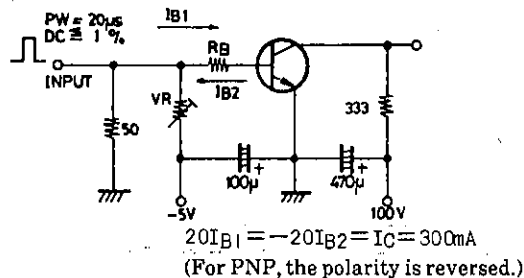 PW = 20μs
DC ≦ 1%
IB1
INPUT
RB
IB2
VR
50
333
100μ
+
470μ
+
-5V
100V
20IB1=-20IB2=IC=300mA
(For PNP, the polarity is reversed.)